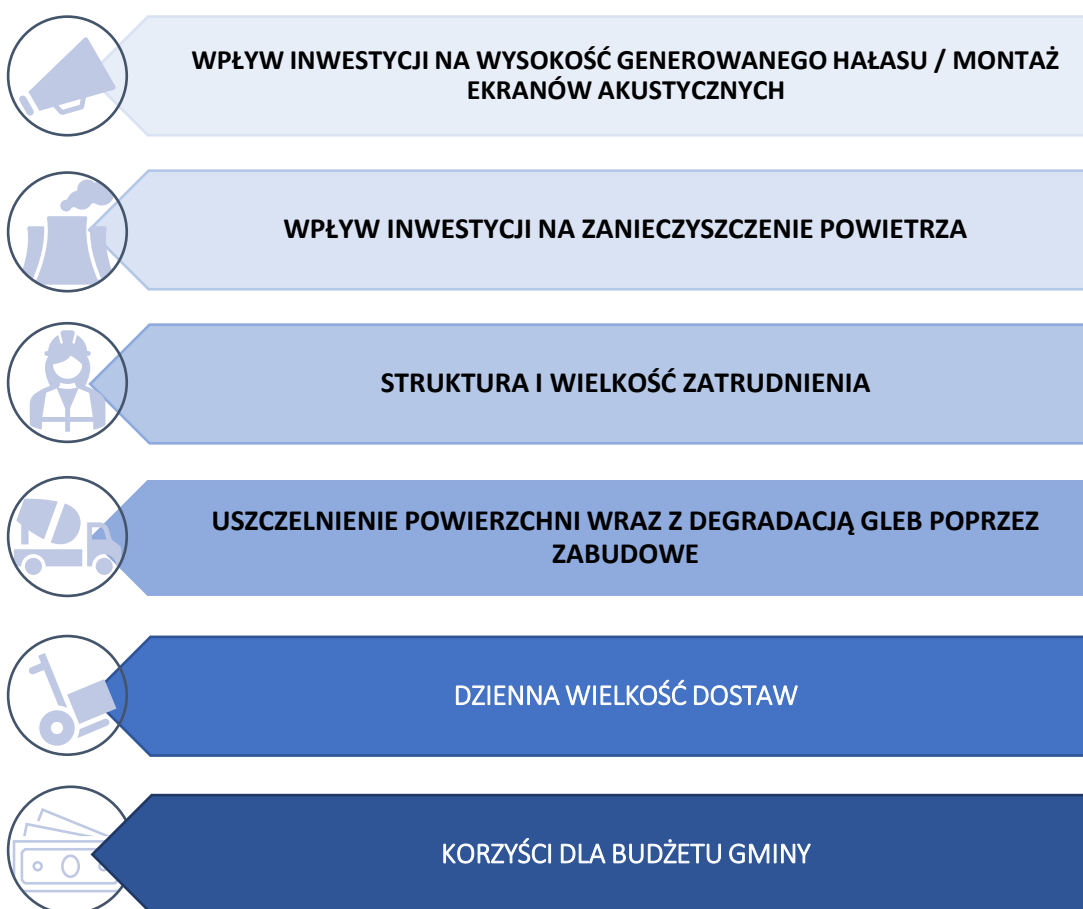 WPŁYW INWESTYCJI NA WYSOKOŚĆ GENEROWANEGO HAŁASU / MONTAŻ
EKRANÓW AKUSTYCZNYCH
WPŁYW INWESTYCJI NA ZANIECZYSZCZENIE POWIETRZA
STRUKTURA I WIELKOŚĆ ZATRUDNIENIA
USZCZELNIENIE POWIERZCHNI WRAZ Z DEGRADACJĄ GLEB POPRZEZ
ZABUDOWE
DZIENNA WIELKOŚĆ DOSTAW
KORZYŚCI DLA BUDŻETU GMINY